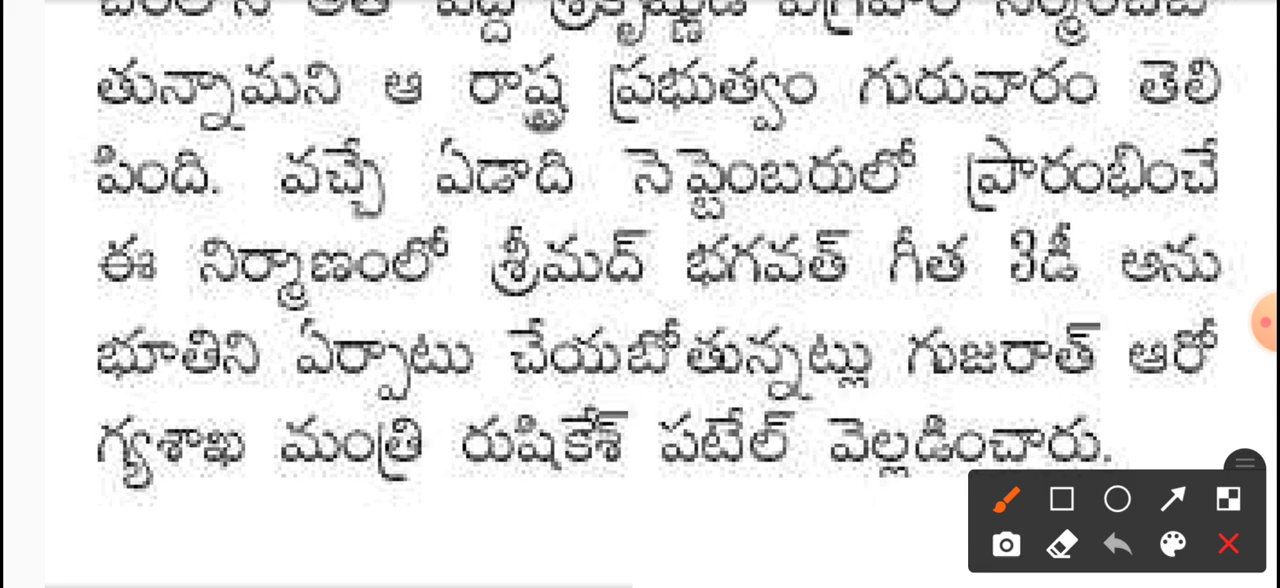 తున్నామని ఆ రాష్ట్ర ప్రభుత్వం గురువారం తెలి
పింది. వచ్చే ఏడాది సెప్టెంబరులో ప్రారంభించే
ఈ నిర్మాణంలో శ్రీమద్ భగవత్ గీత 3డీ అను
భూతిని ఏర్పాటు చేయబోతున్నట్లు గుజరాత్ ఆరో
గ్యశాఖ మంత్రి రుషికేశ్ పటేల్ వెల్లడించారు.